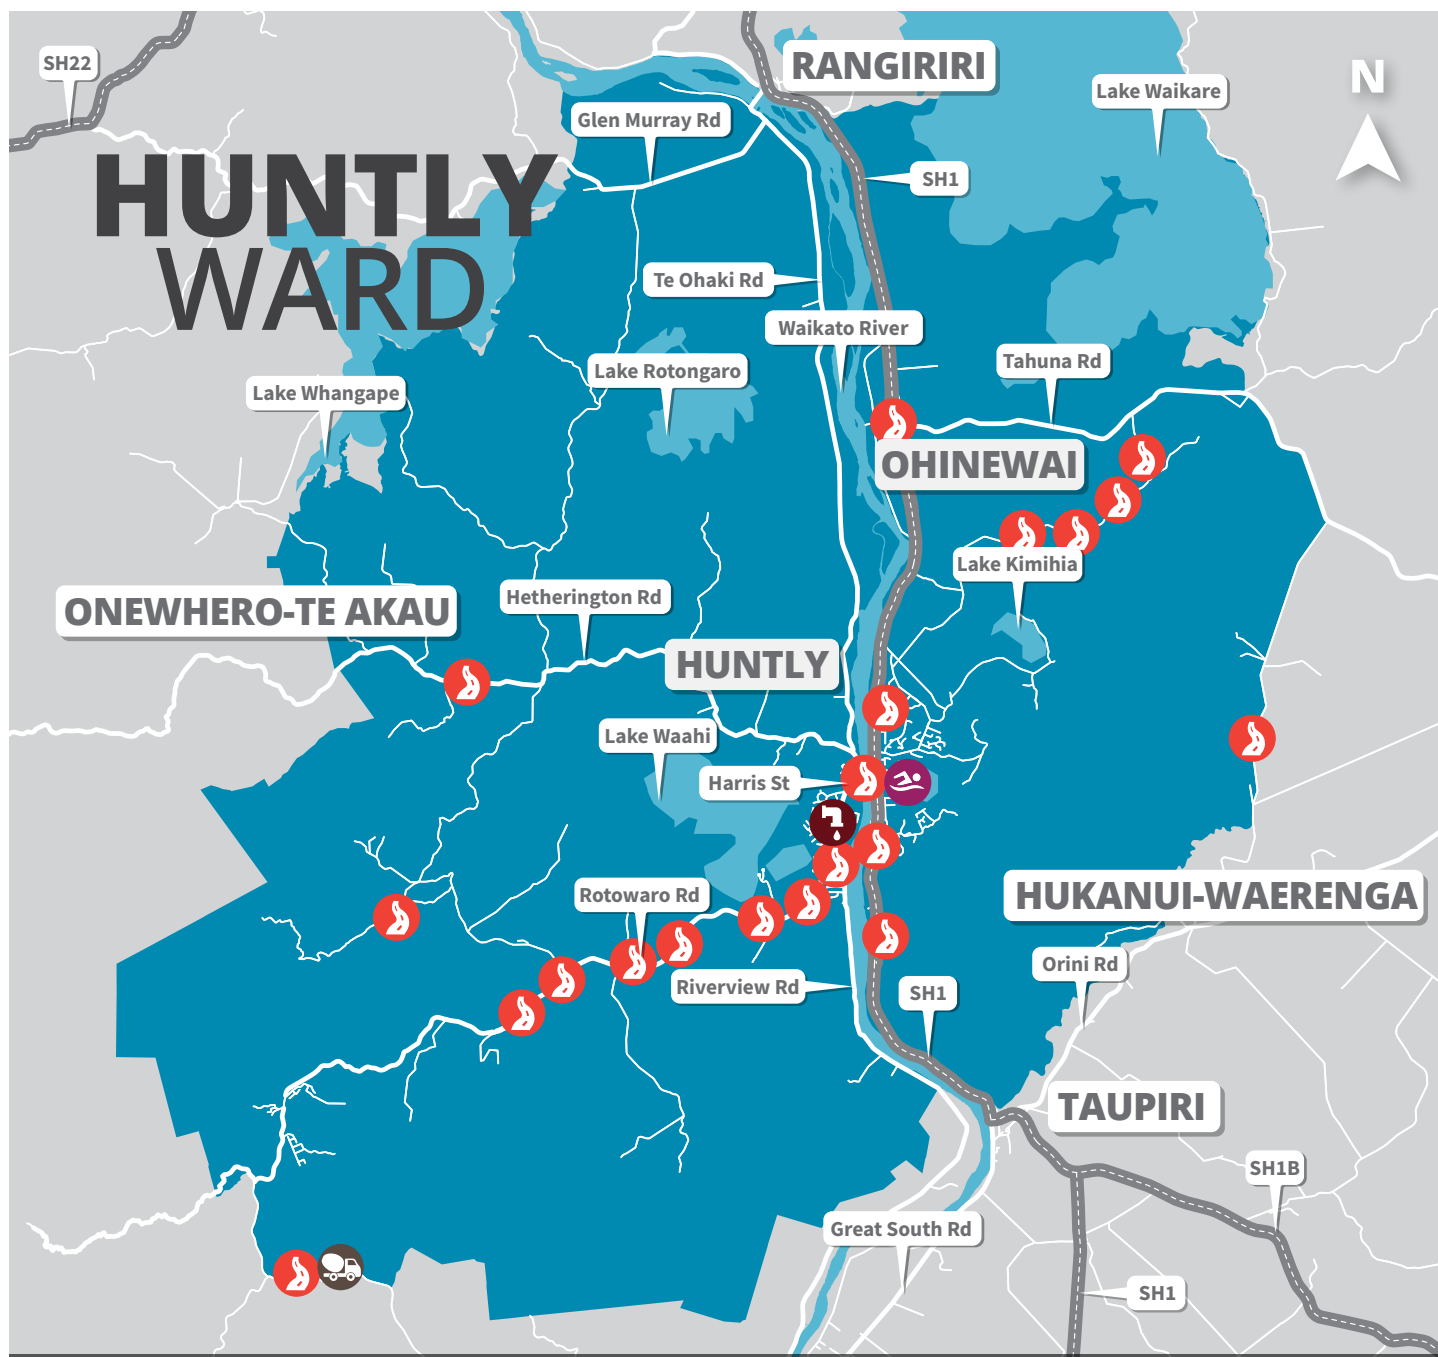 SH22
RANGIRIRI
N
Lake Waikare
Glen Murray Rd
HUNTLY
WARD
SH1
Te Ohaki Rd
Waikato River
Tahuna Rd
Lake Rotongaro
Lake Whangape
OHINEWAI
Lake Kimihia
Hetherington Rd
ONEWHERO-TE AKAU
HUNTLY
Lake Waahi
Harris St
Rotowaro Rd
HUKANUI-WAERENGA
Orini Rd
Riverview Rd
SH1
TAUPIRI
SH1B
Great South Rd
SH1